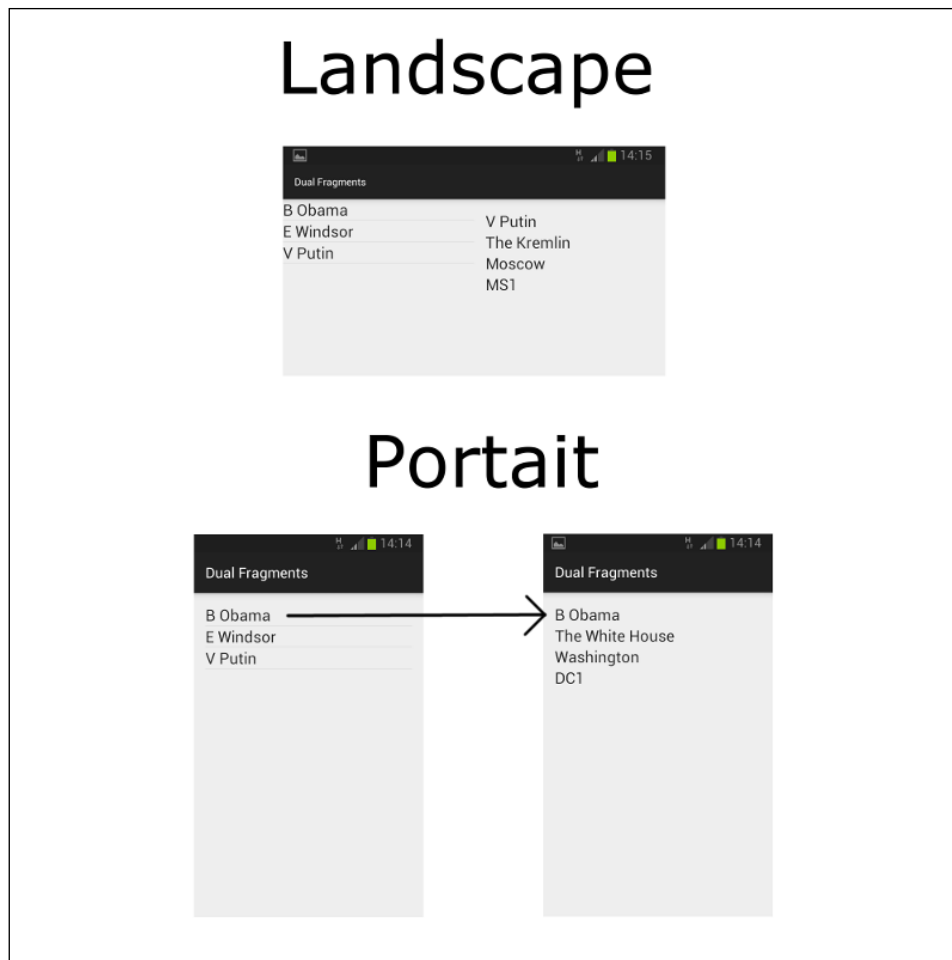 Landscape
14:15
Dual Fragments
B Obama
E Windsor
V Putin
V Putin
The Kremlin
Moscow
MS1
Portait
H 14:14
Dual Fragments
B Obama
E Windsor
V Putin
H 14:14
Dual Fragments
B Obama
The White House
Washington
DC1